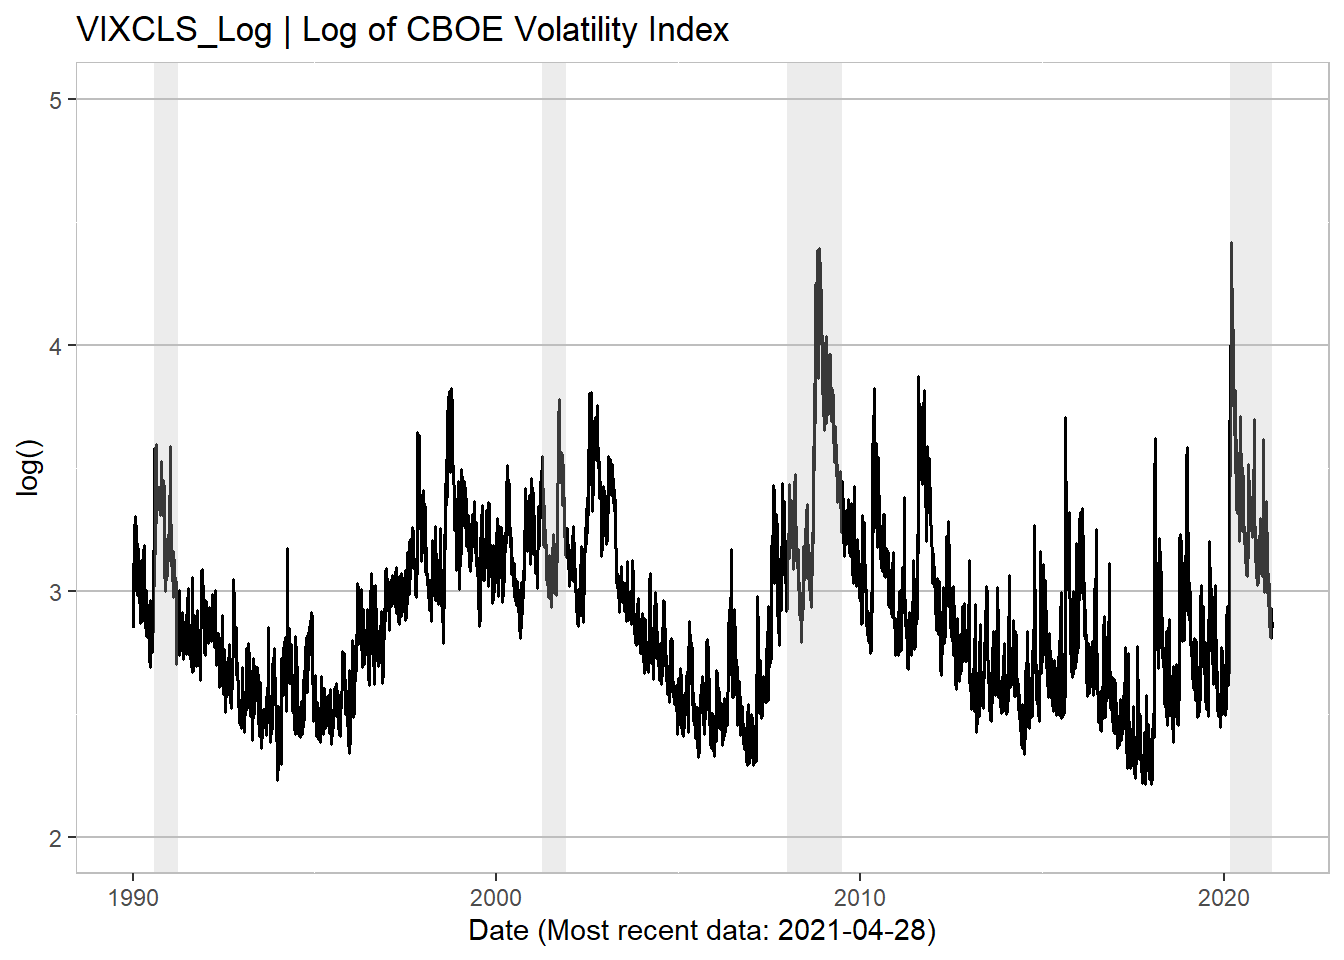 VIXCLS_Log | Log of CBOE Volatility Index
5
4
3
2
log()
1990 2000 2010 2020
Date (Most recent data: 2021-04-28)